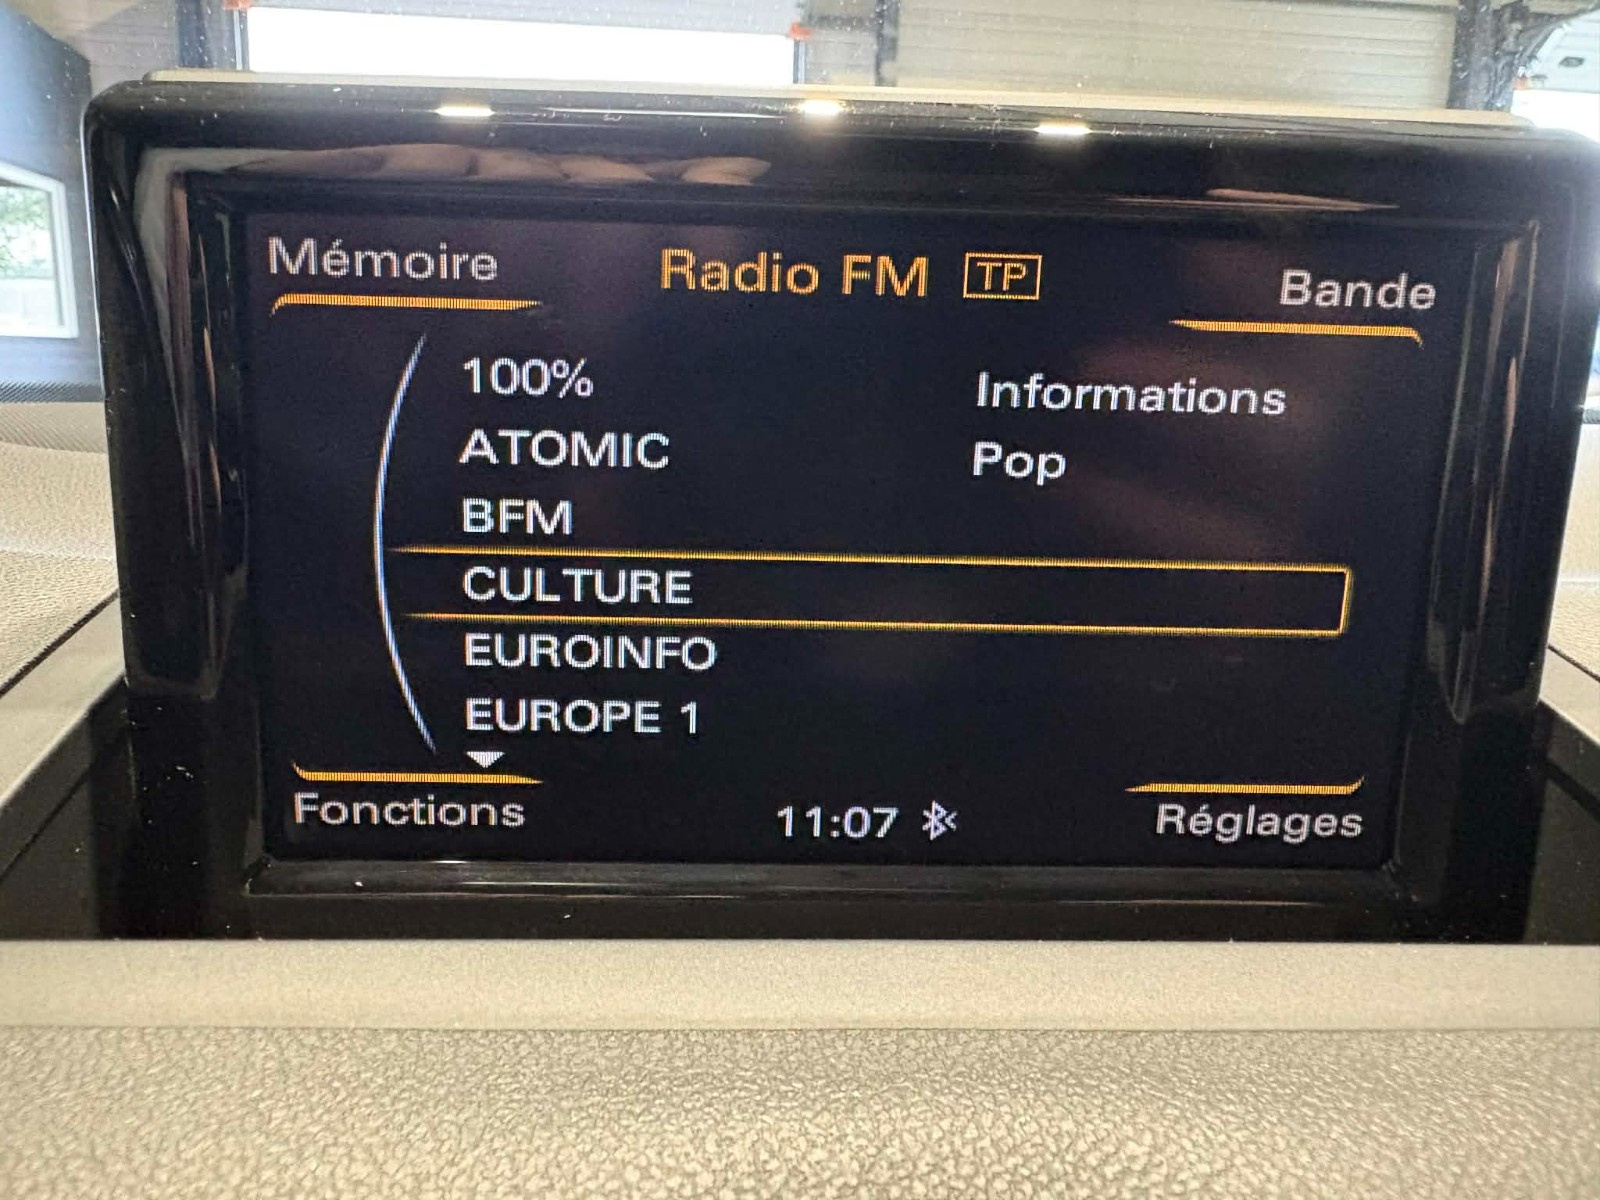 Mémoire Radio FM TP Bande
100% Informations
ATOMIC Pop
BFM
CULTURE
EUROINFO
EUROPE 1
Fonctions 11:07 Réglages